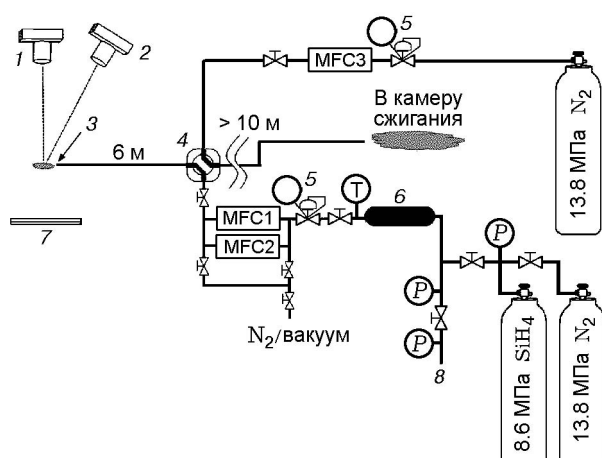 1
2
3
6 м
4
> 10 м
В камеру
сжигания
MFC3
5
13.8 МПа N2
5
T
6
MFC1
MFC2
N2/вакуум
P
P
P
8
8.6 МПа SiH4
13.8 МПа N2
7